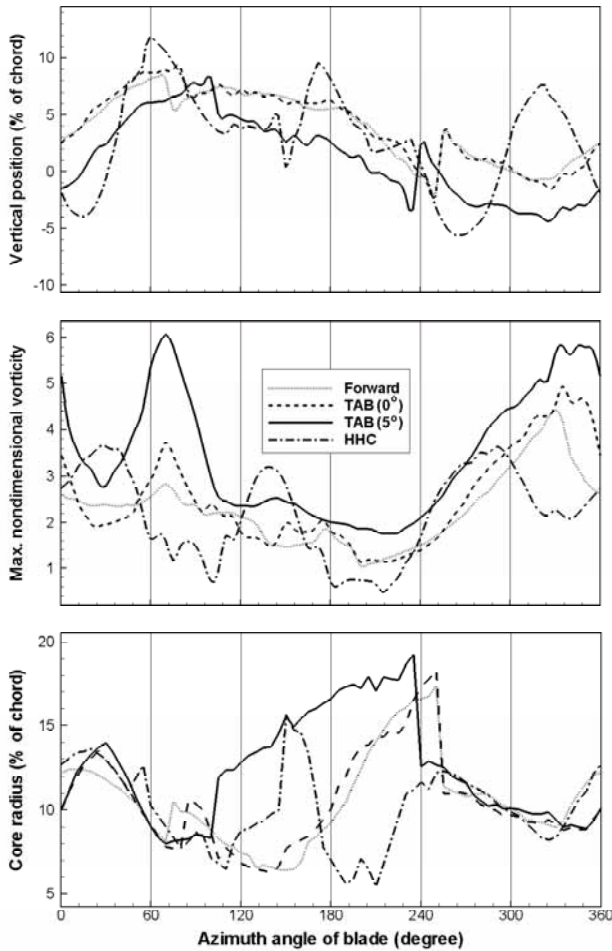 Vertical position (% of chord)
10
5
0
-5
-10
Max. nondimensional vorticity
6
5
4
3
2
1
Forward
TAB (0°)
TAB (5°)
HHC
Core radius (% of chord)
20
15
10
5
0 60 120 180 240 300 360
Azimuth angle of blade (degree)